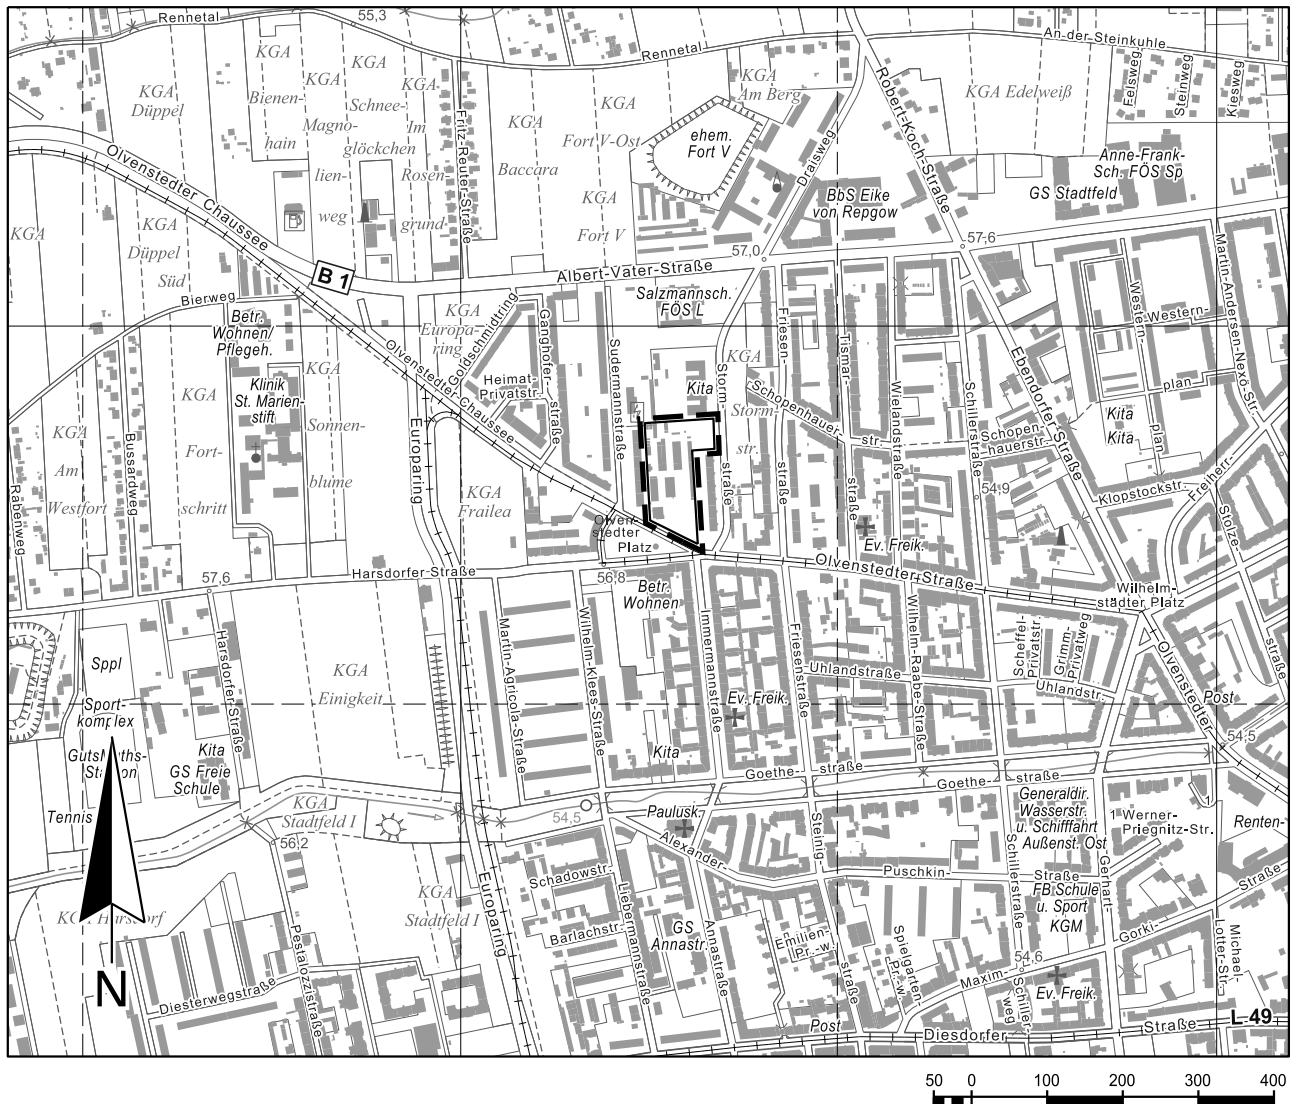 Rennetal
55,3
Rennetal
An der Steinkuhle
KGA
Düppel
KGA
Bienen-
hain
KGA
Magno-
lien-
weg
KGA
Schnee-
glöckchen
KGA
Im
Rosen-
grund
Fritz-Reuter-Straße
KGA
Baccara
KGA
Fort V-Ost
KGA
Fort V
ehem.
Fort V
KGA
Am Berg
Draisweg
Robert-Koch-Straße
KGA Edelweiß
Felsweg
Steinweg
Kiesweg
Anne-Frank-
Sch. FÖS Sp
GS Stadtfeld
BbS Eike
von Repgow
Olvenstedter Chaussee
KGA
KGA
Düppel
Süd
B 1
57,0
57,6
Albert-Vater-Straße
Salzmannsch.
FÖS L
Bierweg
Betr.
Wohnen/
Pflegeh.
KGA
Europa-
ring
Goldschmidtring
Ganghofer-
straße
Heimat-
Privatstr.
Sudermannstraße
Olvenstedter Chaussee
Europaring
KGA
Storm-
str.
Storm-
straße
Kita
Friesen-
straße
Tismar-
straße
Schopenhauer-
str.
Wielandstraße
Schillerstraße
Schopen-
hauerstr.
Ebendorfer Straße
Western-
plan
Western-
plan
Martin-Andersen-Nexö-Str.
Kita
Kita
Klopstockstr.
Freiherr-
Stolze-
straße
54,9
KGA
Klinik
St. Marien-
stift
KGA
Fort-
schritt
KGA
Sonnen-
blume
KGA
Am
Westfort
Bissardweg
Rabenweg
KGA
Frailea
Olven-
stedter
Platz
Ev. Freik.
Olvenstedter Straße
Harsdorfer Straße
57,6
56,8
Betr.
Wohnen
Wilhelm-
städter Platz
Harsdorfer Straße
Sppl
Sport-
komplex
KGA
Einigkeit
Martin-Agricola-Straße
Wilhelm-Klees-Straße
Immermannstraße
Friesenstraße
Uhlandstraße
Wilhelm-Raabe-Straße
Scheffel-
Privatstr.
Grimm-
Privatweg
Uhlandstr.
Olvenstedter
Post
54,5
Ev. Freik.
Kita
Kita
GS Freie
Schule
Tennis
Goethe-
straße
Goethe-
straße
KGA
Stadtfeld I
54,5
56,2
Paulusk.
Alexander-
Steinig-
straße
Generaldir.
Wasserstr.
u. Schifffahrt
Außenst. Ost
1 Werner-
Priegnitz-Str.
Renten-
Straße
Schadowstr.
Puschkin-
Straße
Schillerstraße
Gerhart-
FB Schule
u. Sport
KGM
KGA
Stadtfeld I
Europaring
Liebermannstraße
Barlachstr.
GS
Annastr.
Annastraße
Emilien-
Pr.-w.
Spielgarten-
Pr.-w.
Gorki-
Maxim-
54,6
Ev. Freik.
Schiller-
weg
Michael-
Lotter-Str.
Pestalozzistraße
Diesterwegstraße
N
Post
Diesdorfer
Straße
L 49
50 0 100 200 300 400